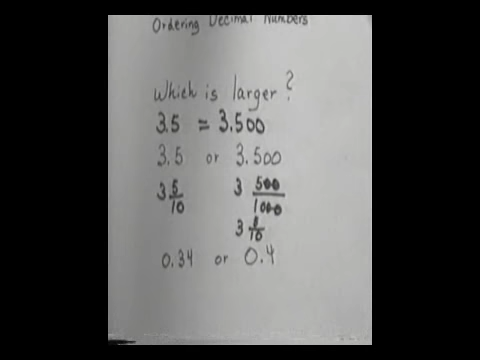 Ordering Decimal Numbers
Which is larger?
3.5 = 3.500
3.5 or 3.500
3 5/10 3 500/1000
3 5/10
0.34 or 0.4